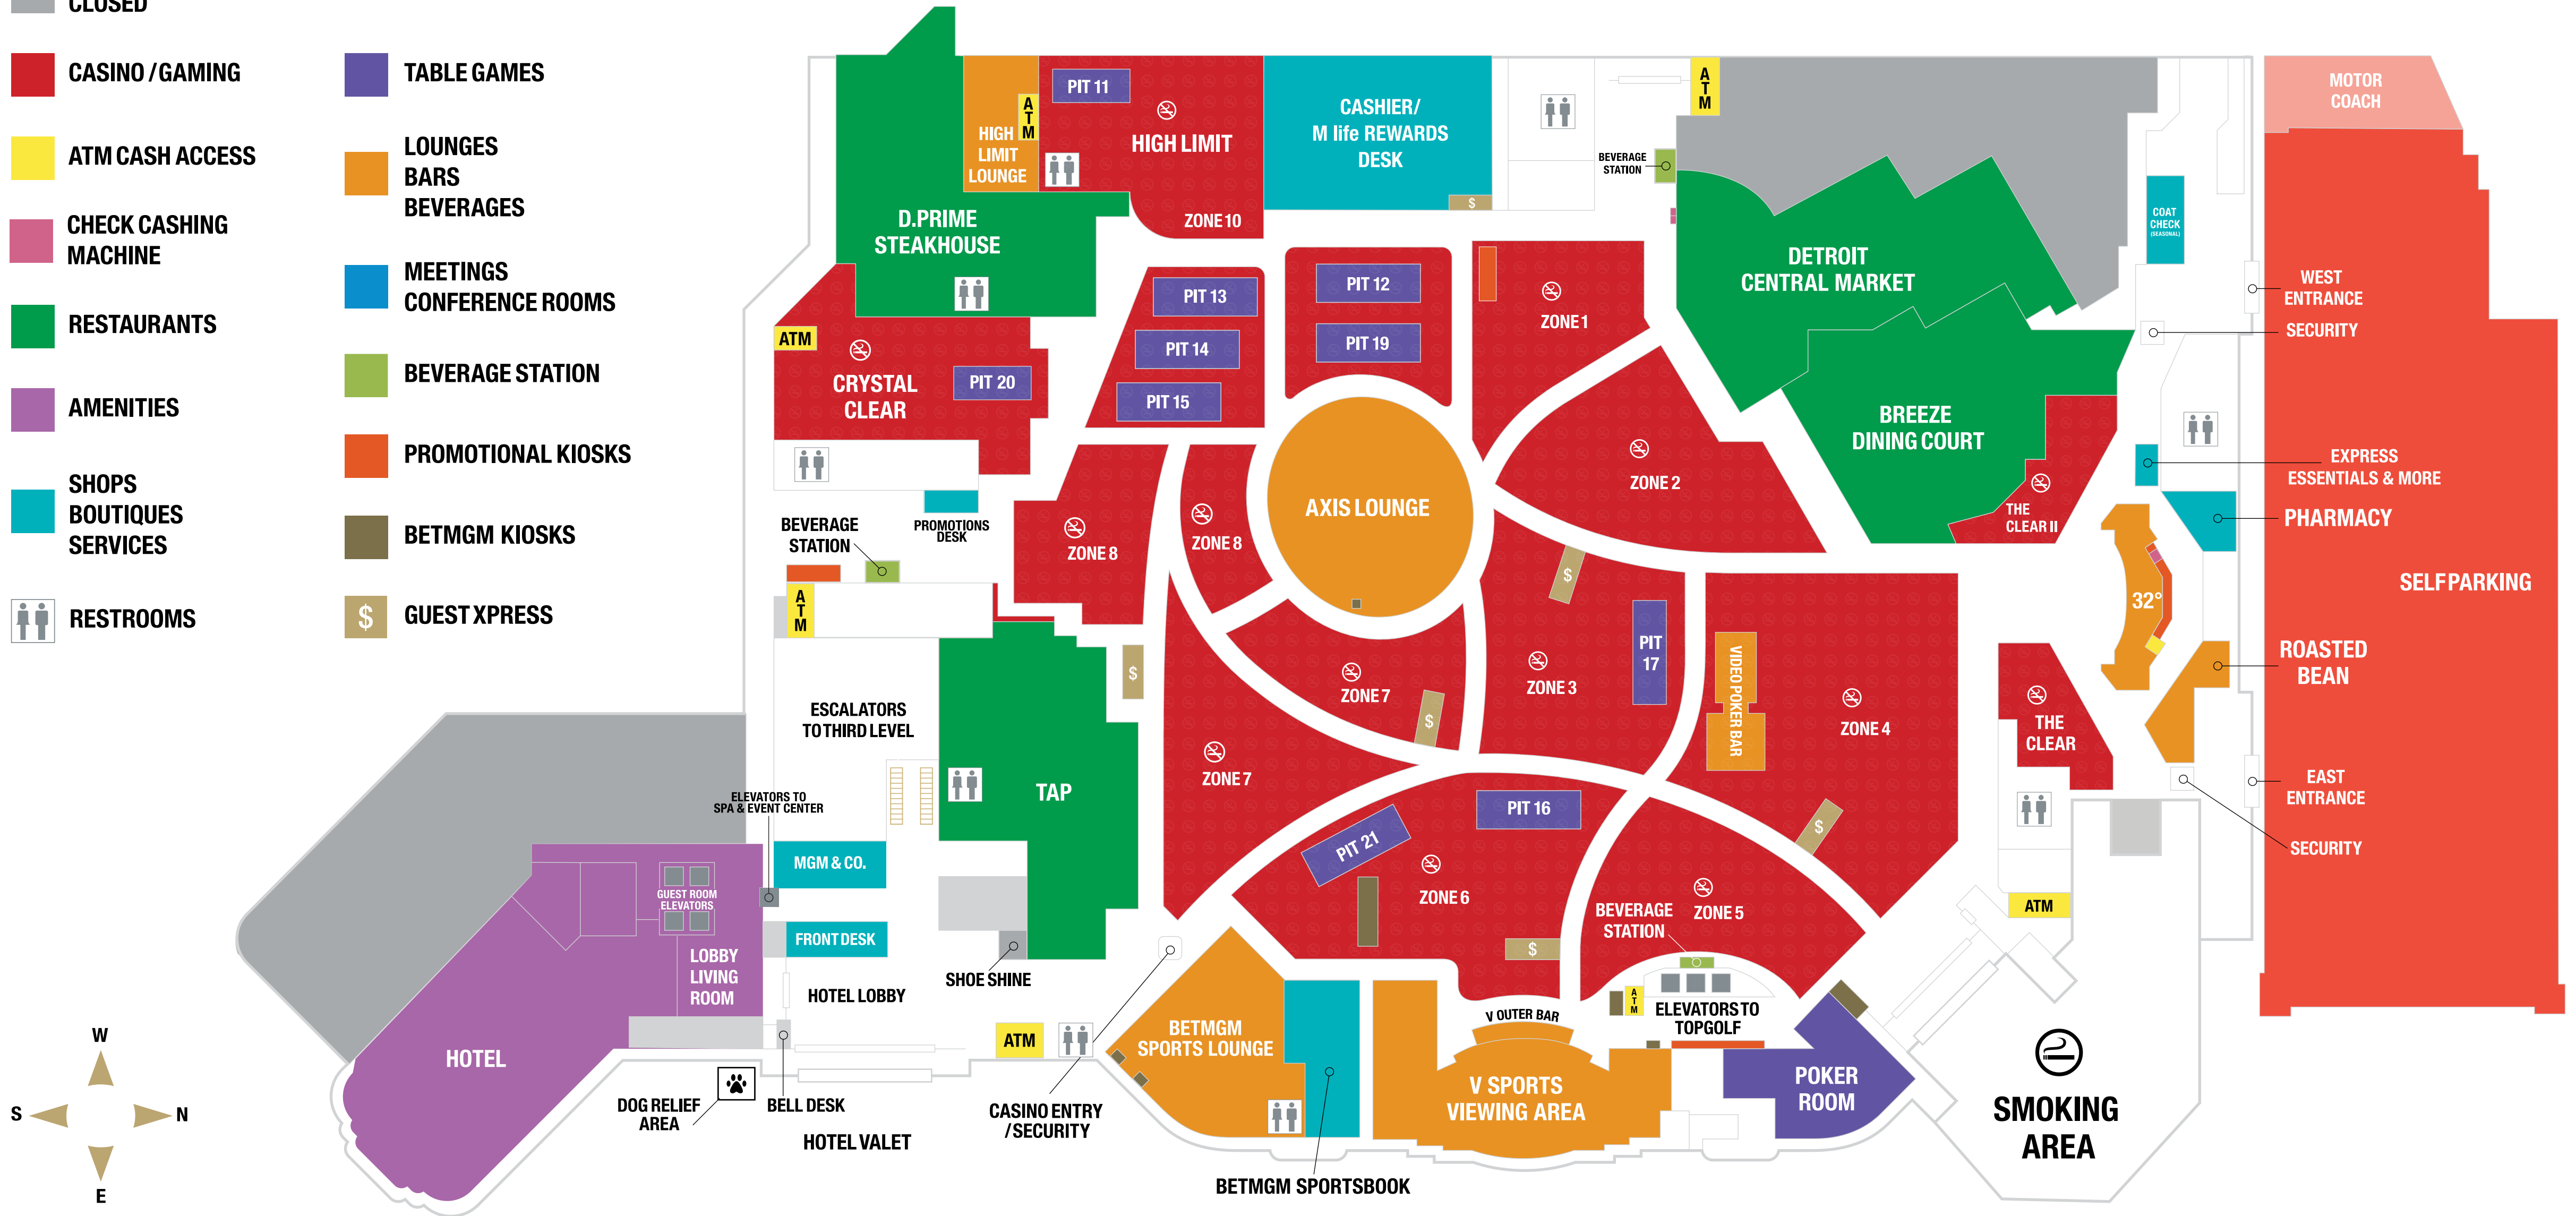 CLOSED
CASINO / GAMING
ATM CASH ACCESS
CHECK CASHING
MACHINE
RESTAURANTS
AMENITIES
SHOPS
BOUTIQUES
SERVICES
RESTROOMS
TABLE GAMES
LOUNGES
BARS
BEVERAGES
MEETINGS
CONFERENCE ROOMS
BEVERAGE STATION
PROMOTIONAL KIOSKS
BETMGM KIOSKS
$
GUEST XPRESS
W
S
N
E
HIGH
LIMIT
LOUNGE
ATM
PIT 11
HIGH LIMIT
ZONE 10
D.PRIME
STEAKHOUSE
CASHIER/
M life REWARDS
DESK
$
BEVERAGE
STATION
ATM
DETROIT
CENTRAL MARKET
BREEZE
DINING COURT
THE
CLEAR II
COAT
CHECK
(SEASONAL)
MOTOR
COACH
WEST
ENTRANCE
SECURITY
EXPRESS
ESSENTIALS & MORE
PHARMACY
SELF PARKING
32°
ROASTED
BEAN
EAST
ENTRANCE
SECURITY
ATM
CRYSTAL
CLEAR
PIT 20
PIT 13
PIT 14
PIT 15
PIT 12
PIT 19
ZONE 1
ZONE 2
AXIS LOUNGE
PROMOTIONS
DESK
BEVERAGE
STATION
ATM
ZONE 8
ZONE 8
$
ZONE 7
ZONE 7
$
ZONE 3
$
PIT
17
VIDEO POKER BAR
ZONE 4
$
THE
CLEAR
ATM
ESCALATORS
TO THIRD LEVEL
TAP
ELEVATORS TO
SPA & EVENT CENTER
MGM & CO.
GUEST ROOM
ELEVATORS
FRONT DESK
LOBBY
LIVING
ROOM
HOTEL LOBBY
SHOE SHINE
HOTEL
ATM
DOG RELIEF
AREA
BELL DESK
HOTEL VALET
CASINO ENTRY
/ SECURITY
PIT 16
PIT 21
ZONE 6
$
ZONE 5
BEVERAGE
STATION
ATM
ELEVATORS TO
TOPGOLF
V OUTER BAR
V SPORTS
VIEWING AREA
BETMGM
SPORTS LOUNGE
BETMGM SPORTSBOOK
POKER
ROOM
SMOKING
AREA